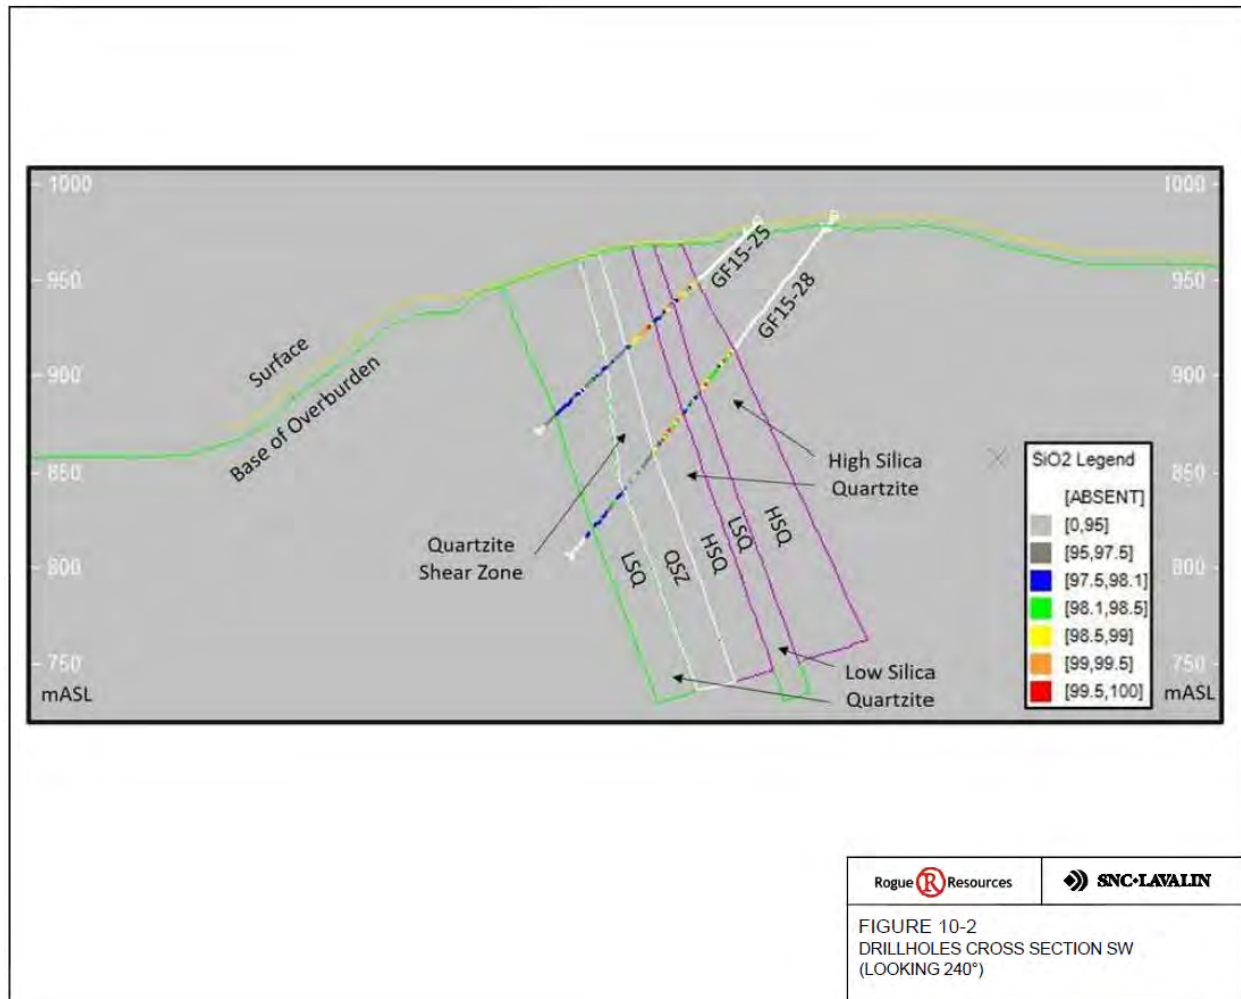 1000
1000
950
950
900
900
850
850
800
800
750
750
mASL
mASL
Surface
Base of Overburden
GF15-25
GF15-28
High Silica
Quartzite
Quartzite
Shear Zone
LSQ
QSZ
HSQ
LSQ
HSQ
Low Silica
Quartzite
SiO2 Legend
[ABSENT]
[0,95]
[95,97.5]
[97.5,98.1]
[98.1,98.5]
[98.5,99]
[99,99.5]
[99.5,100]
Rogue R Resources
SNC•LAVALIN
FIGURE 10-2
DRILLHOLES CROSS SECTION SW
(LOOKING 240°)